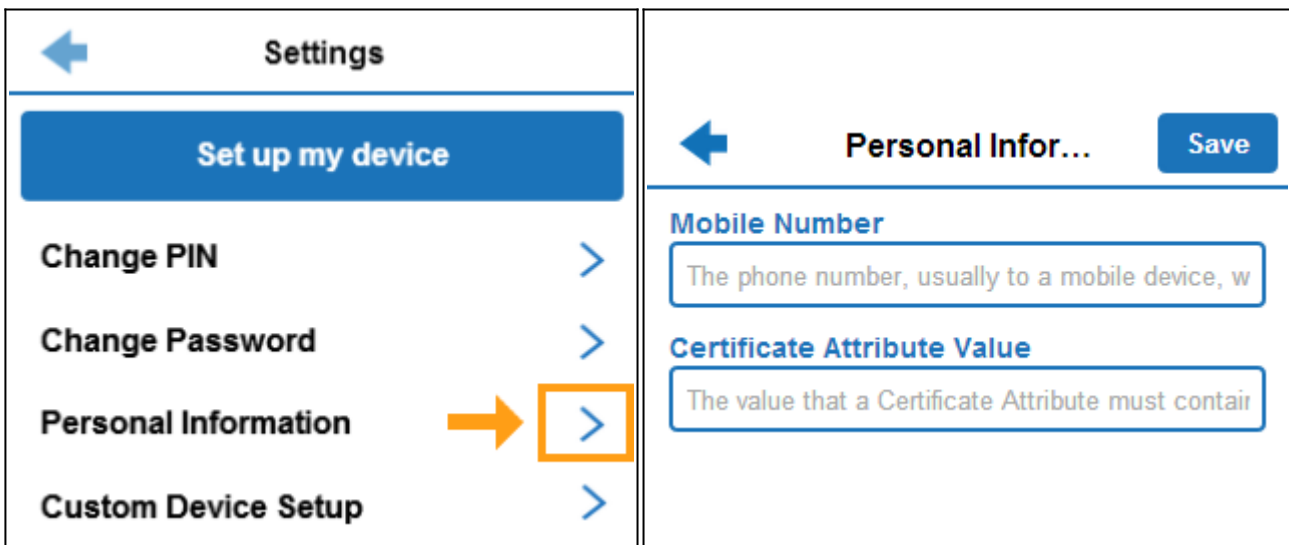 Settings
Set up my device
Change PIN
Change Password
Personal Information
Custom Device Setup
Personal Infor...
Save
Mobile Number
The phone number, usually to a mobile device, w
Certificate Attribute Value
The value that a Certificate Attribute must contain